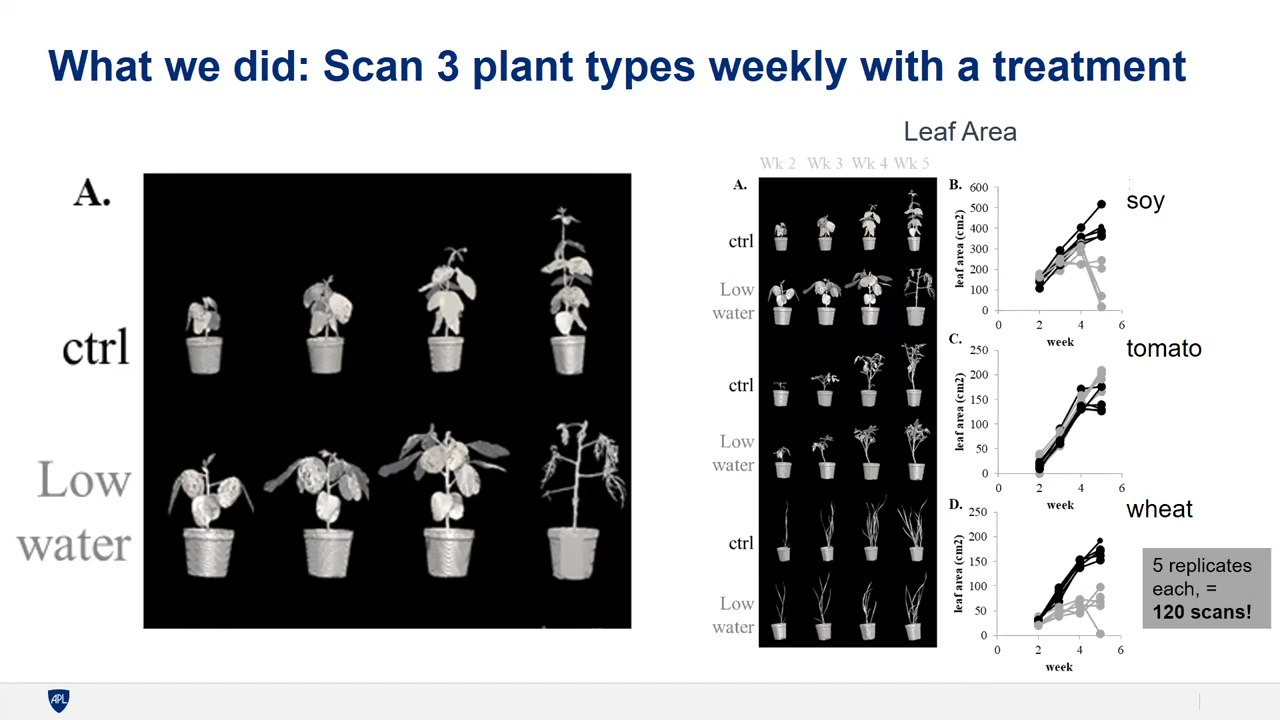 What we did: Scan 3 plant types weekly with a treatment
A.
ctrl
Low
water
Leaf Area
Wk 2 Wk 3 Wk 4 Wk 5
A.
ctrl
Low
water
ctrl
Low
water
ctrl
Low
water
B.
soy
leaf area (cm2)
600
500
400
300
200
100
0
0 2 4 6
week
C.
tomato
leaf area (cm2)
250
200
150
100
50
0
0 2 4 6
week
D.
wheat
leaf area (cm2)
250
200
150
100
50
0
0 2 4 6
week
5 replicates
each, =
120 scans!
APL